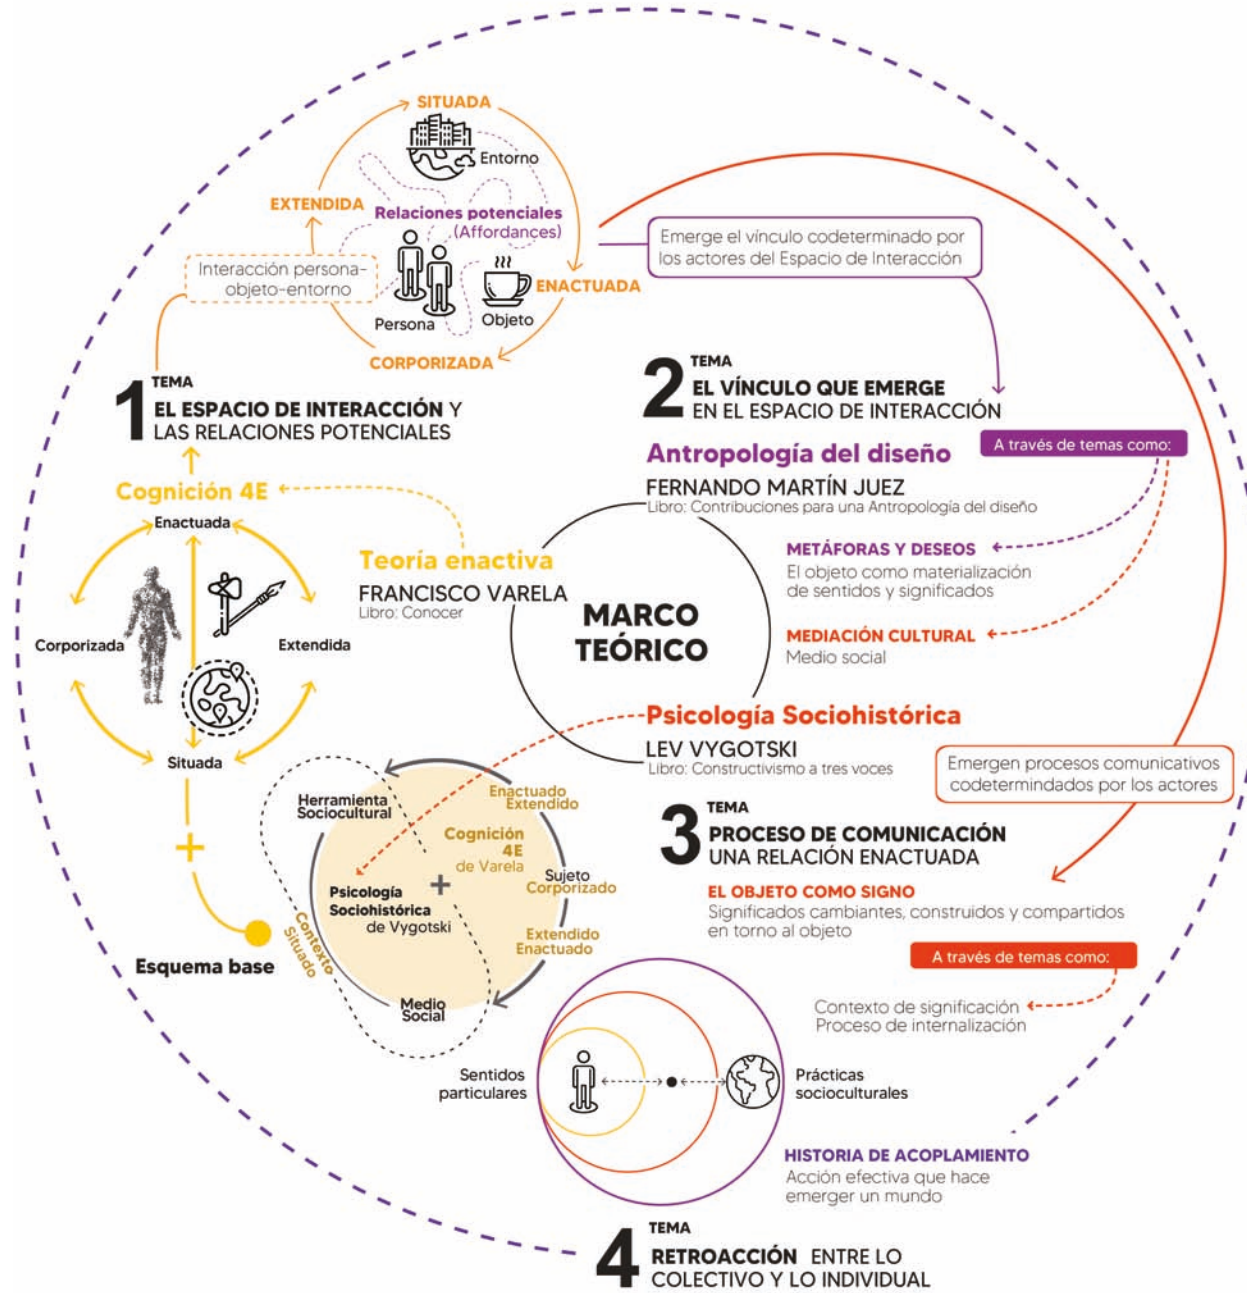 SITUADA
Entorno
EXTENDIDA
Relaciones potenciales
(Affordances)
Interacción persona-
objeto-entorno
ENACTUADA
Persona
Objeto
CORPORIZADA
Emerge el vínculo codeterminado por
los actores del Espacio de Interacción
1 TEMA
EL ESPACIO DE INTERACCIÓN Y
LAS RELACIONES POTENCIALES
2 TEMA
EL VÍNCULO QUE EMERGE
EN EL ESPACIO DE INTERACCIÓN
Antropología del diseño
A través de temas como:
FERNANDO MARTÍN JUEZ
Libro: Contribuciones para una Antropología del diseño
METÁFORAS Y DESEOS
El objeto como materialización
de sentidos y significados
MEDIACIÓN CULTURAL
Medio social
Cognición 4E
Enactuada
Corporizada
Extendida
Situada
+
Esquema base
Teoría enactiva
FRANCISCO VARELA
Libro: Conocer
MARCO
TEÓRICO
Psicología Sociohistórica
LEV VYGOTSKI
Libro: Constructivismo a tres voces
Emergen procesos comunicativos
codetermindados por los actores
Herramienta
Sociocultural
Enactuado
Extendido
Cognición
4E
de Varela
Sujeto
Corporizado
+
Psicología
Sociohistórica
de Vygotski
Extendido
Enactuado
Contexto
Situado
Medio
Social
3 TEMA
PROCESO DE COMUNICACIÓN
UNA RELACIÓN ENACTUADA
EL OBJETO COMO SIGNO
Significados cambiantes, construidos y compartidos
en torno al objeto
A través de temas como:
Contexto de significación
Proceso de internalización
Sentidos
particulares
Prácticas
socioculturales
HISTORIA DE ACOPLAMIENTO
Acción efectiva que hace
emerger un mundo
4 TEMA
RETROACCIÓN ENTRE LO
COLECTIVO Y LO INDIVIDUAL